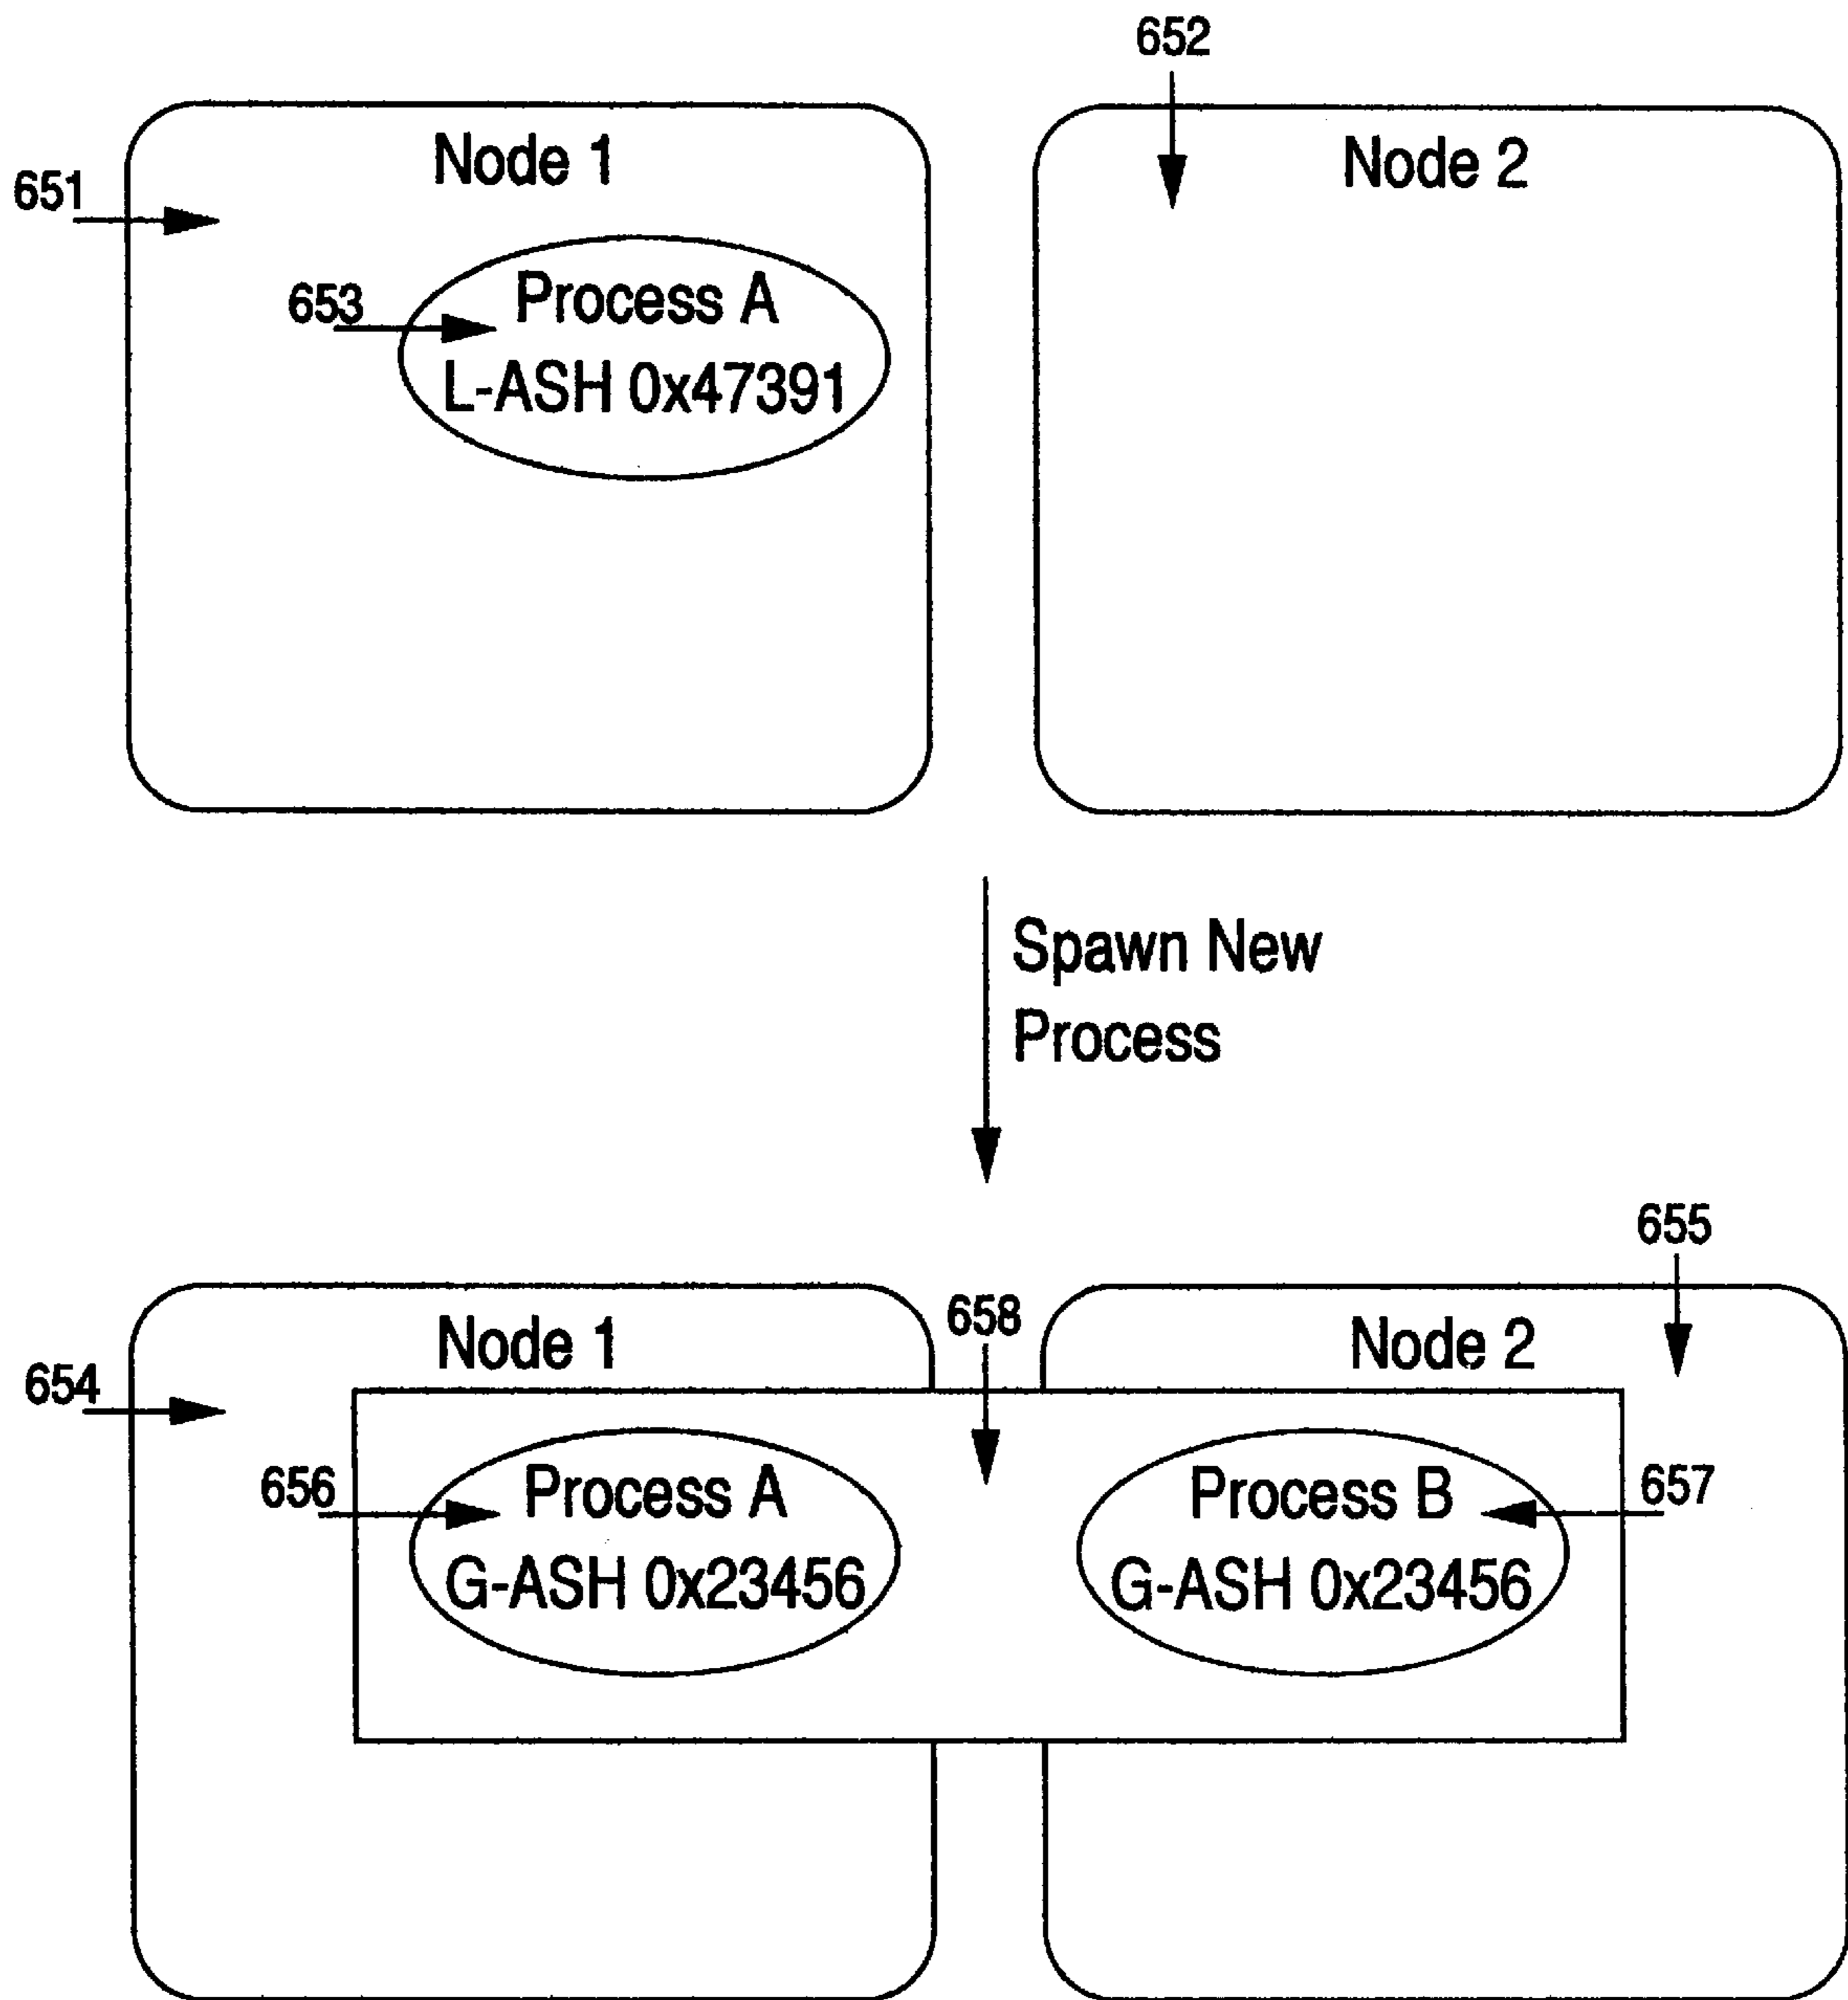 652
Node 1
Node 2
651
653
Process A
L-ASH 0x47391
Spawn New
Process
655
658
Node 1
Node 2
654
656
Process A
Process B
657
G-ASH 0x23456
G-ASH 0x23456